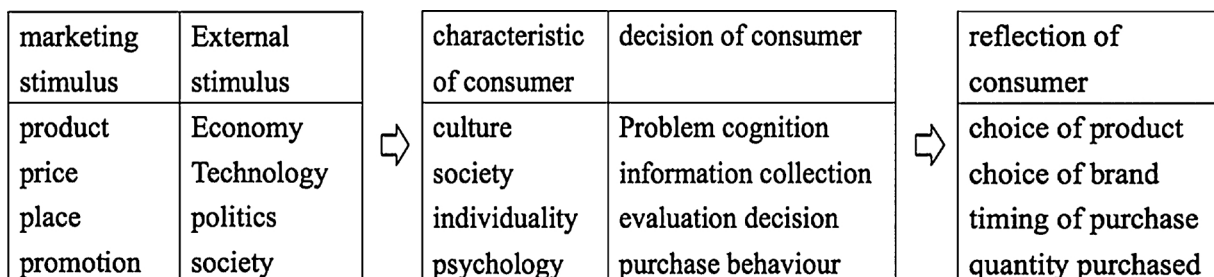 marketing stimulus
External stimulus
characteristic of consumer
decision of consumer
reflection of consumer
product
price
place
promotion
Economy
Technology
politics
society
culture
society
individuality
psychology
Problem cognition
information collection
evaluation decision
purchase behaviour
choice of product
choice of brand
timing of purchase
quantity purchased